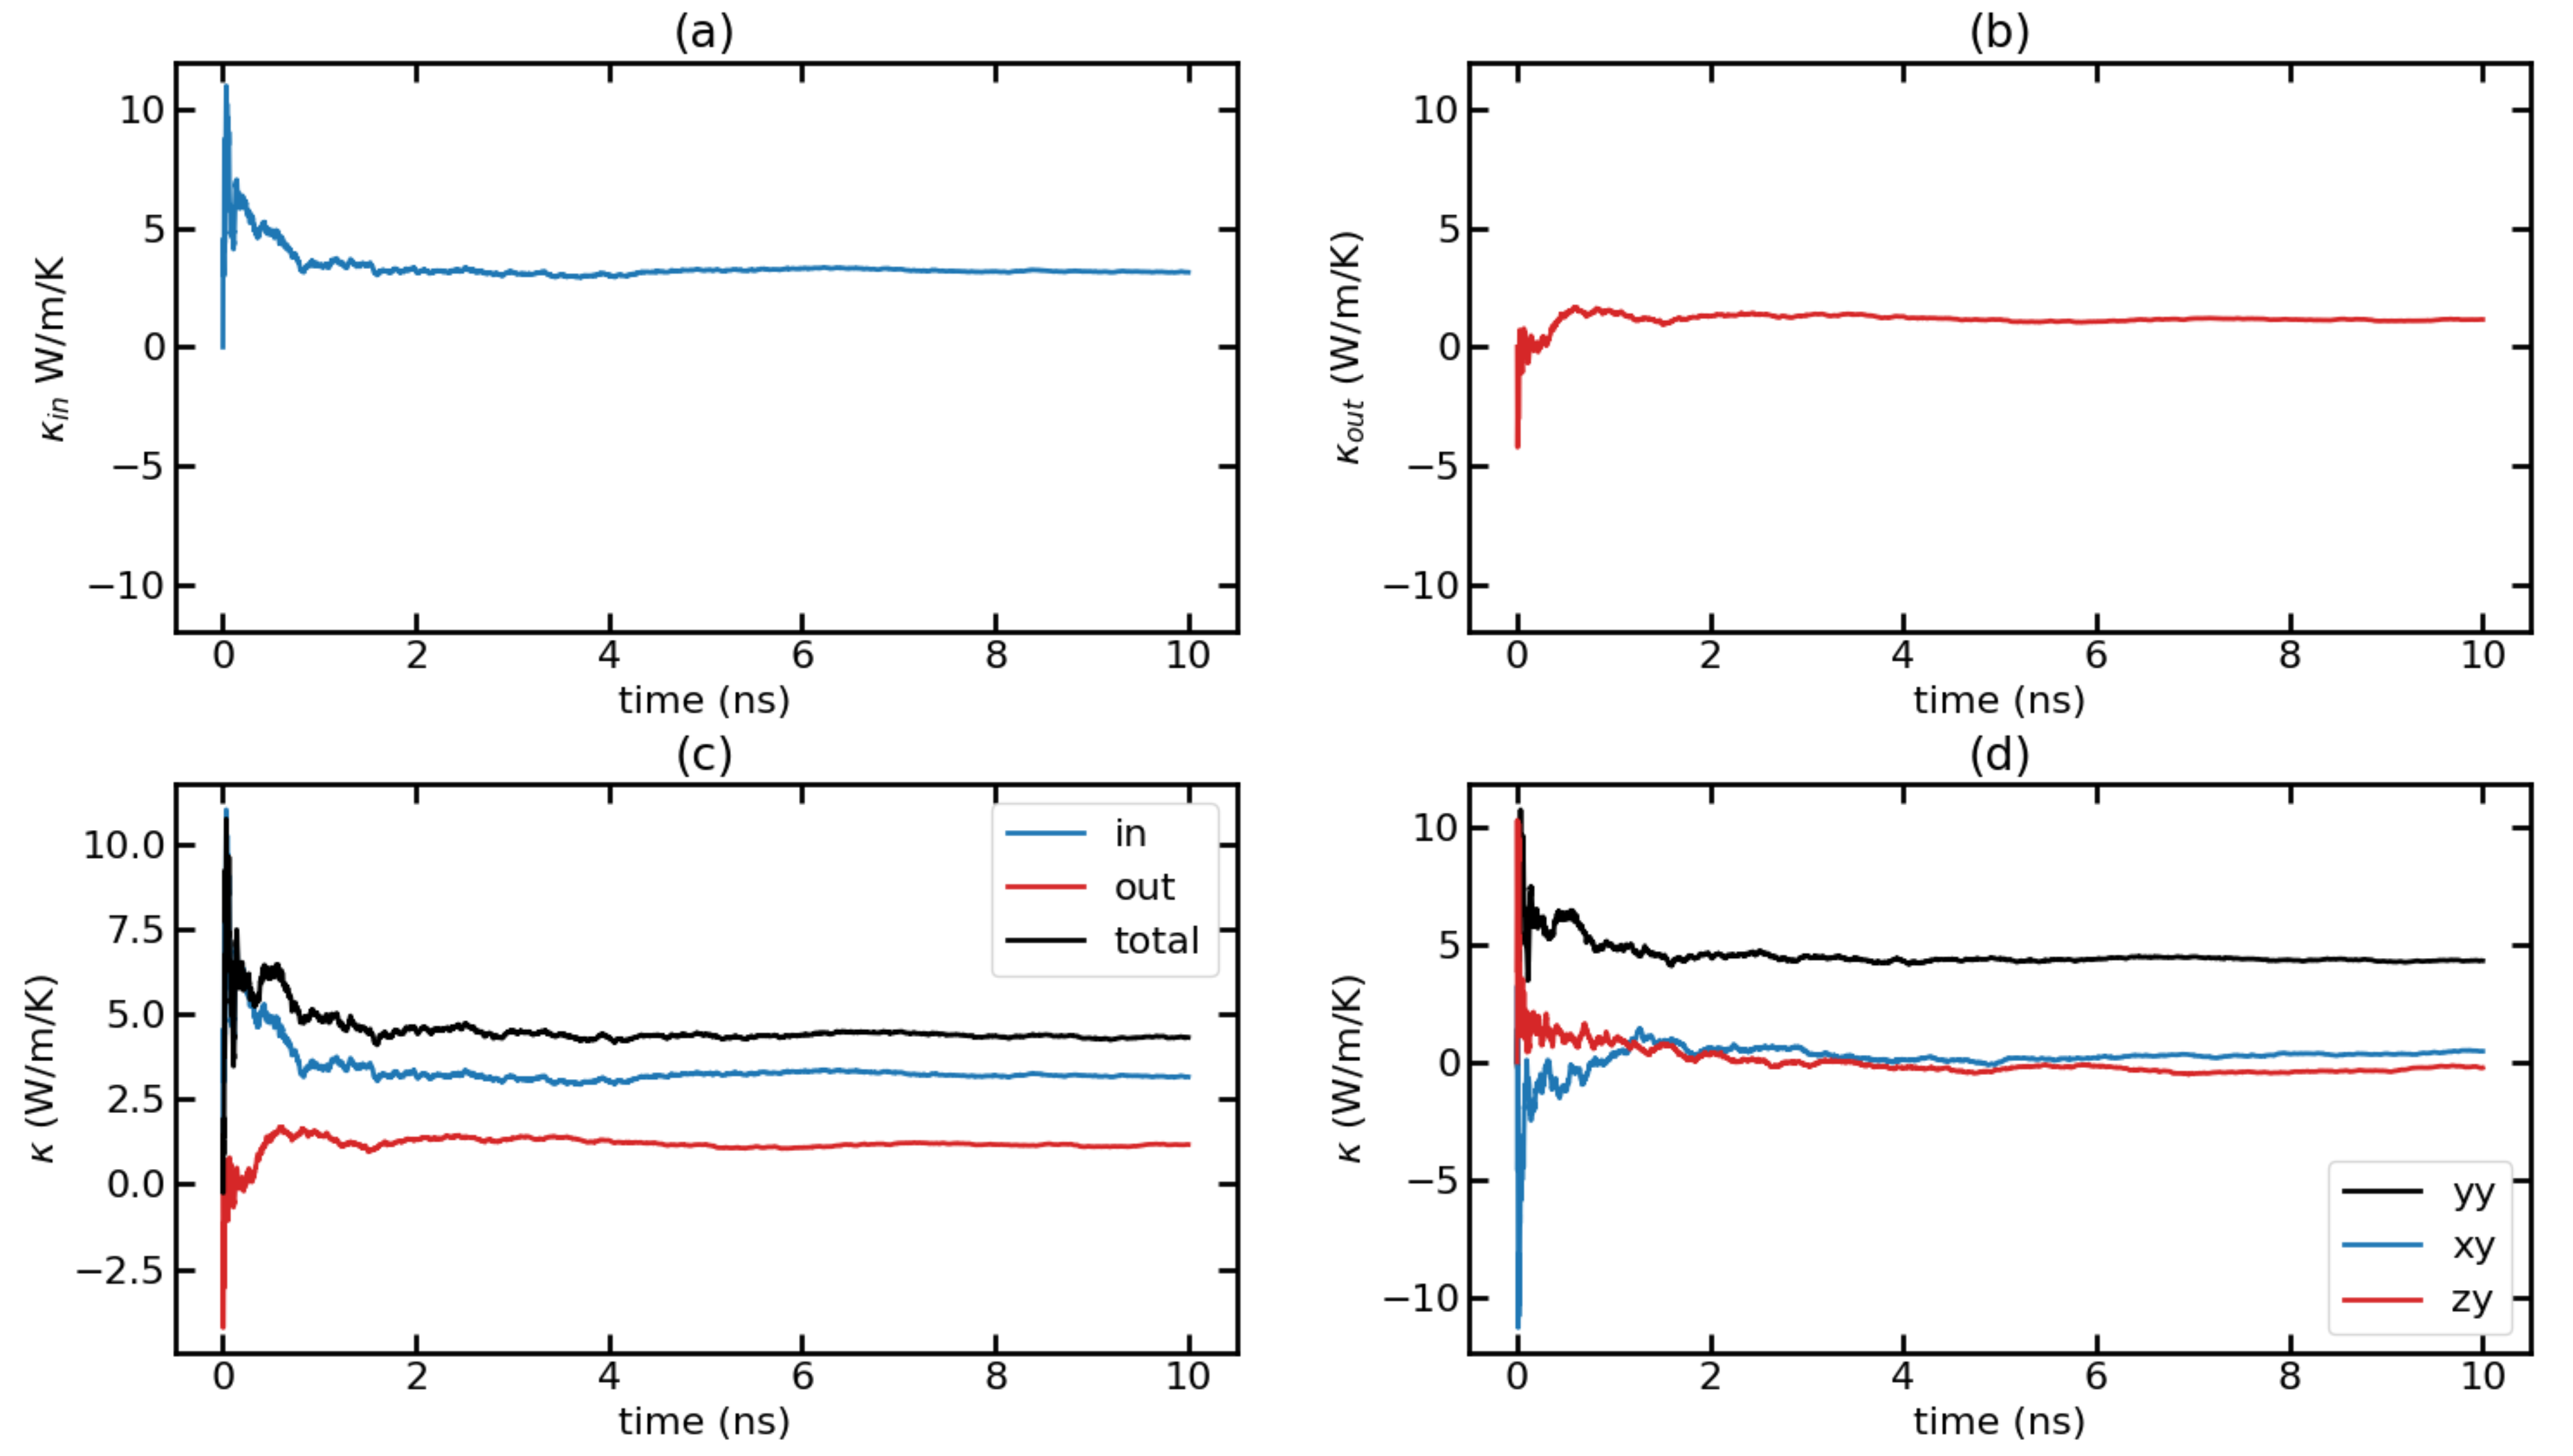 (a)
10
5
0
−5
−10
κin W/m/K
0 2 4 6 8 10
time (ns)
(b)
10
5
0
−5
−10
κout (W/m/K)
0 2 4 6 8 10
time (ns)
(c)
10.0
7.5
5.0
2.5
0.0
−2.5
κ (W/m/K)
in
out
total
0 2 4 6 8 10
time (ns)
(d)
10
5
0
−5
−10
κ (W/m/K)
yy
xy
zy
0 2 4 6 8 10
time (ns)